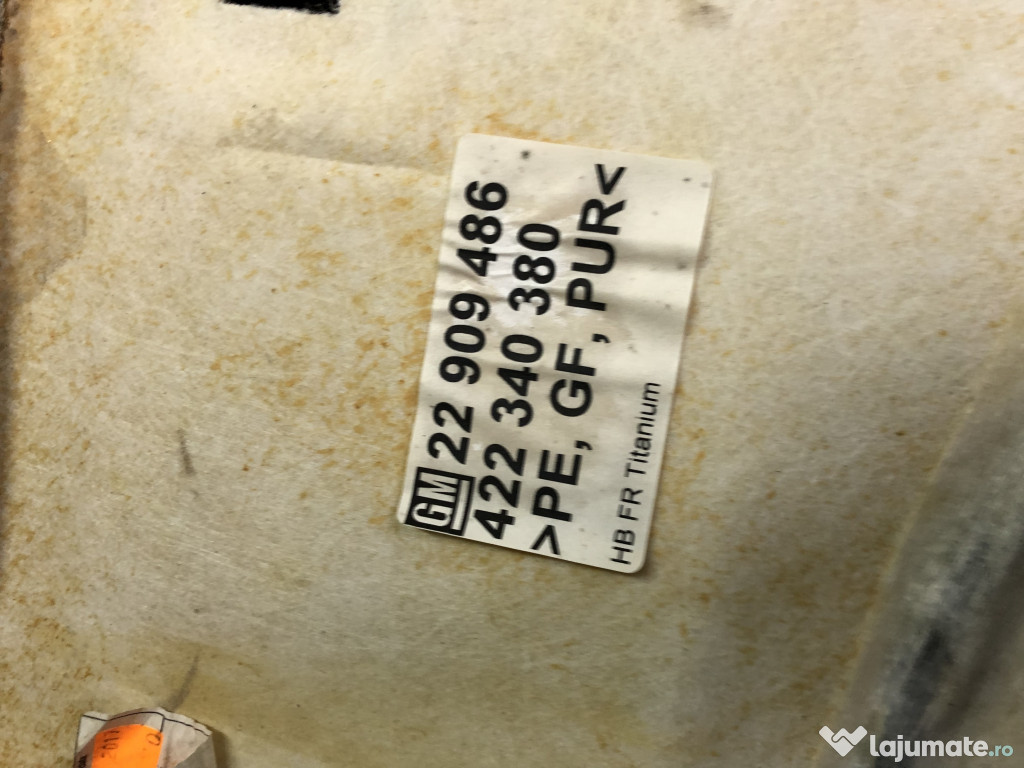 GM 22 909 486
422 340 380
>PE, GF, PUR<
HB FR Titanium
lajumate.ro